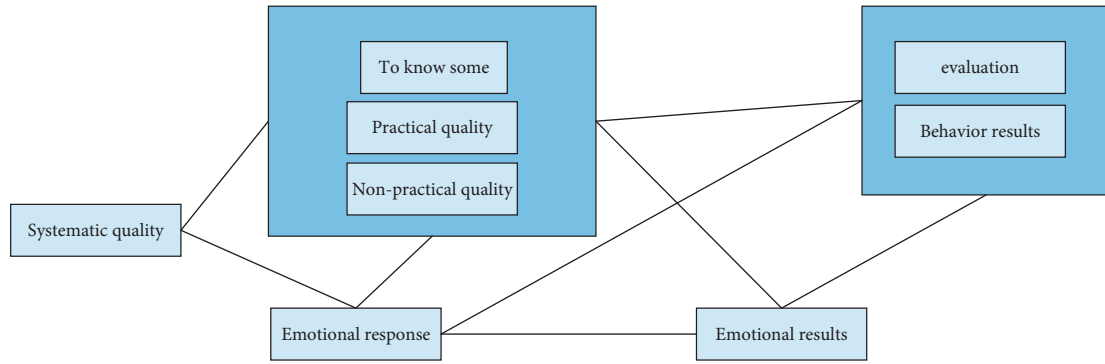 To know some
Practical quality
Non-practical quality
evaluation
Behavior results
Systematic quality
Emotional response
Emotional results